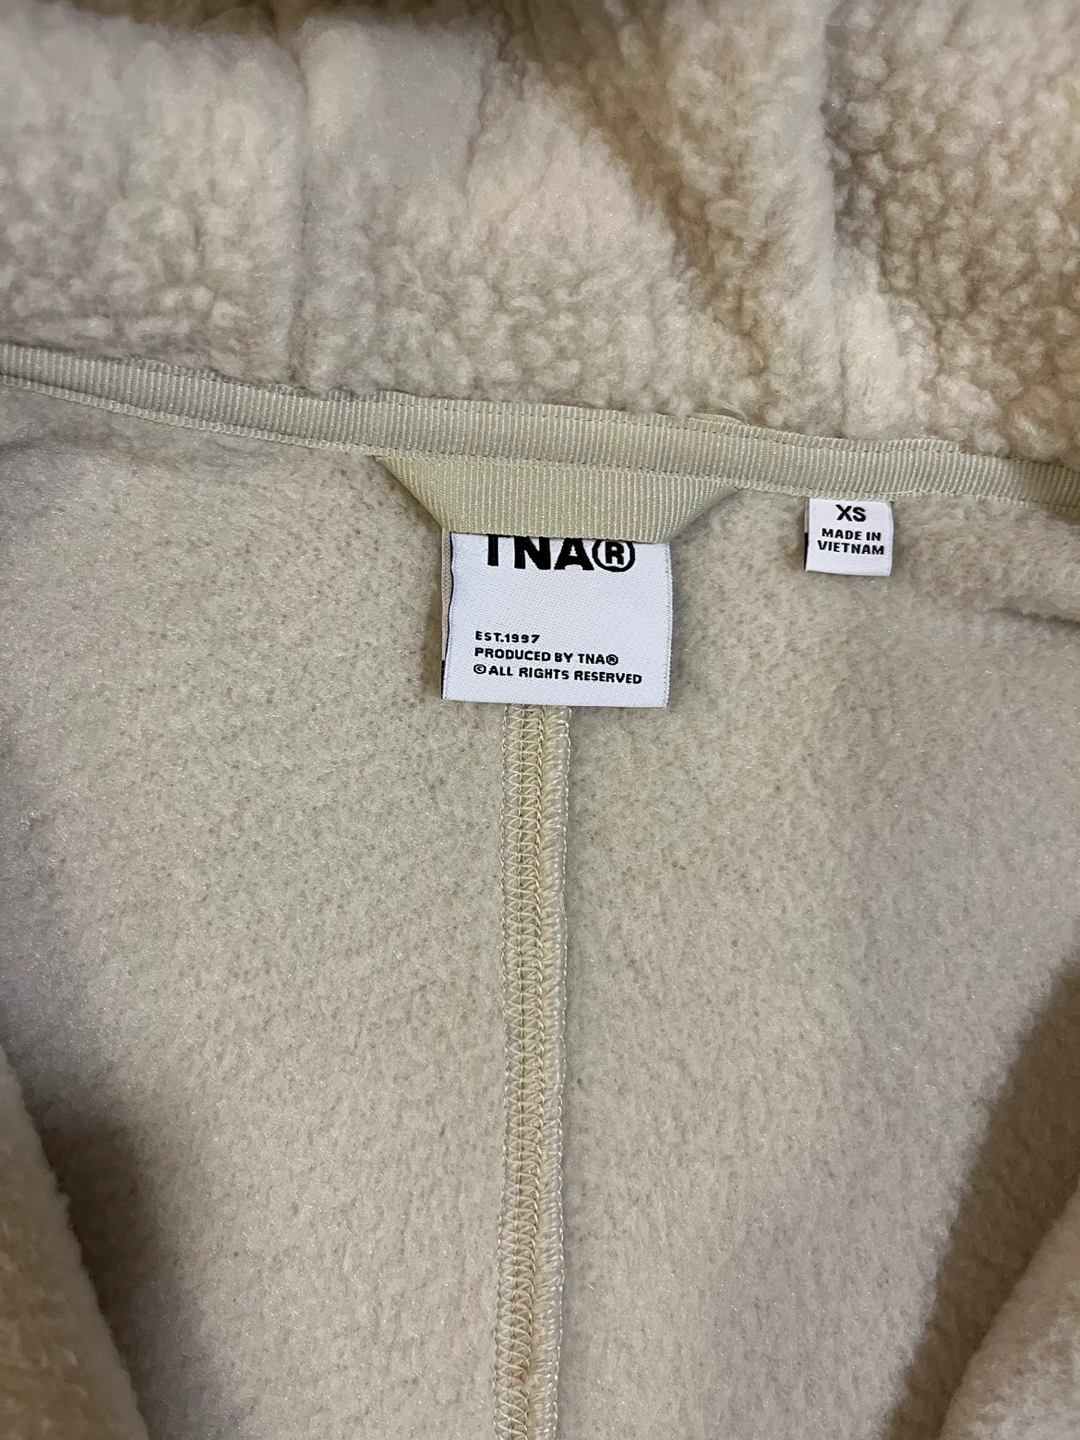 TNA®
EST.1997
PRODUCED BY TNA®
©ALL RIGHTS RESERVED
XS
MADE IN
VIETNAM